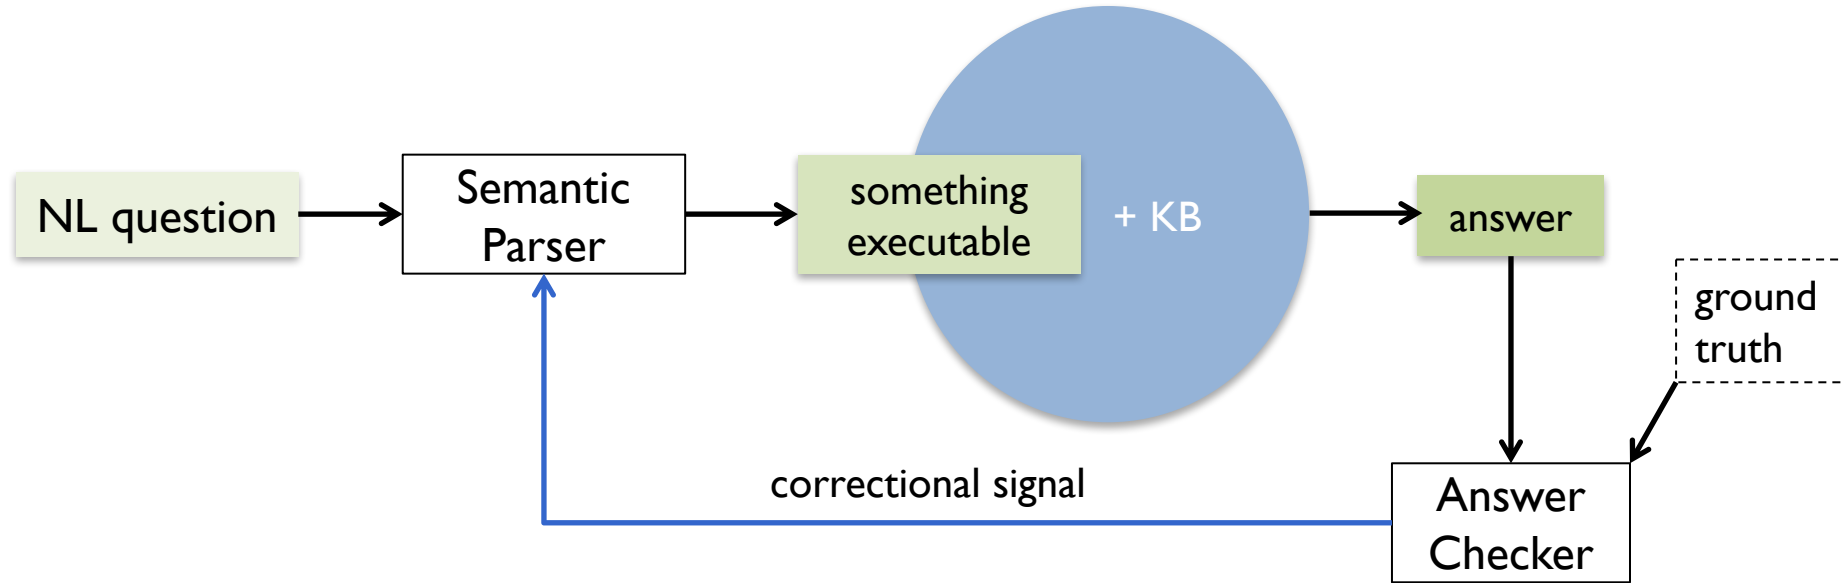 NL question
Semantic
Parser
something
executable
+ KB
answer
ground
truth
correctional signal
Answer
Checker